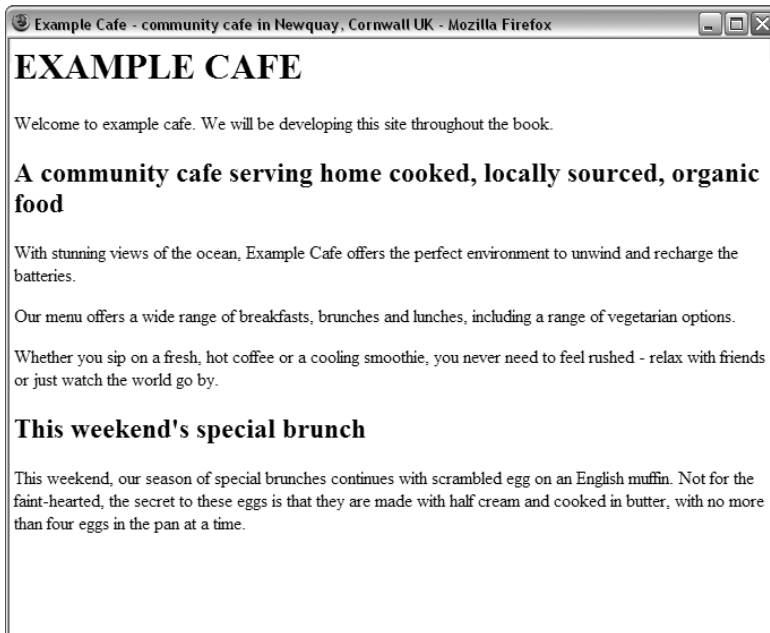 Example Cafe - community cafe in Newquay, Cornwall UK - Mozilla Firefox
EXAMPLE CAFE
Welcome to example cafe. We will be developing this site throughout the book.
A community cafe serving home cooked, locally sourced, organic
food
With stunning views of the ocean, Example Cafe offers the perfect environment to unwind and recharge the
batteries.
Our menu offers a wide range of breakfasts, brunches and lunches, including a range of vegetarian options.
Whether you sip on a fresh, hot coffee or a cooling smoothie, you never need to feel rushed - relax with friends
or just watch the world go by.
This weekend's special brunch
This weekend, our season of special brunches continues with scrambled egg on an English muffin. Not for the
faint-hearted, the secret to these eggs is that they are made with half cream and cooked in butter, with no more
than four eggs in the pan at a time.